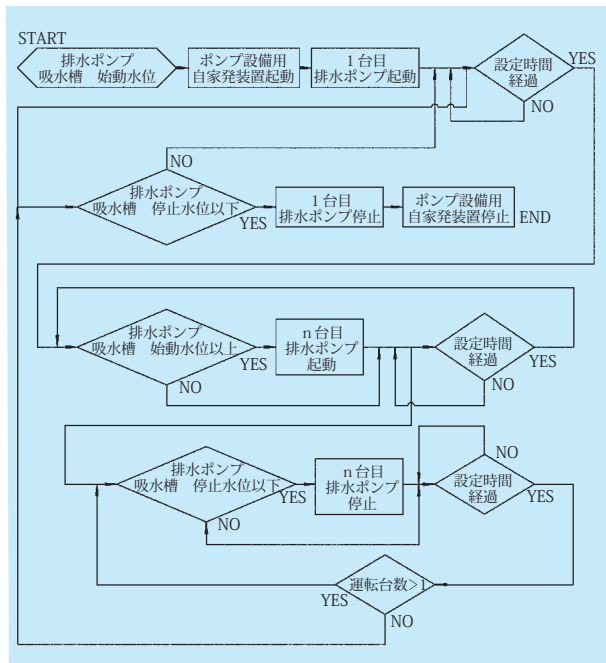 START
排水ポンプ
吸水槽 始動水位
ポンプ設備用
自家発装置起動
1台目
排水ポンプ起動
設定時間
経過
YES
NO
NO
排水ポンプ
吸水槽 停止水位以下
YES
1台目
排水ポンプ停止
ポンプ設備用
自家発装置停止
END
排水ポンプ
吸水槽 始動水位以上
YES
NO
n台目
排水ポンプ
起動
設定時間
経過
YES
NO
排水ポンプ
吸水槽 停止水位以下
YES
NO
n台目
排水ポンプ
停止
NO
設定時間
経過
YES
運転台数>1
YES
NO